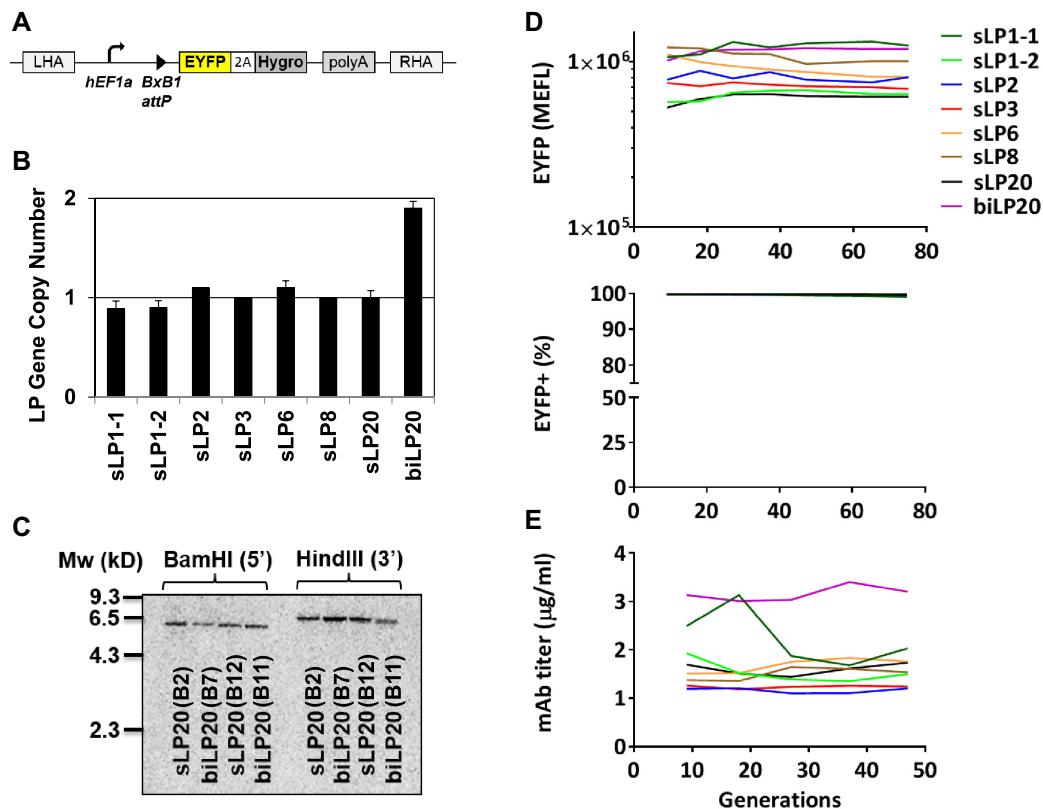 A
LHA
hEF1a
BxB1
attP
EYFP
2A
Hygro
polyA
RHA
B
LP Gene Copy Number
2
1
0
sLP1-1
sLP1-2
sLP2
sLP3
sLP6
sLP8
sLP20
biLP20
C
Mw (kD)
BamHI (5’)
HindIII (3’)
9.3
6.5
4.3
2.3
sLP20 (B2)
biLP20 (B7)
sLP20 (B12)
biLP20 (B11)
sLP20 (B2)
biLP20 (B7)
sLP20 (B12)
biLP20 (B11)
D
EYFP (MEFL)
1×10⁶
1×10⁵
0 20 40 60 80
sLP1-1
sLP1-2
sLP2
sLP3
sLP6
sLP8
sLP20
biLP20
EYFP+ (%)
100
90
80
50
25
0
0 20 40 60 80
E
mAb titer (µg/ml)
4
3
2
1
0
0 10 20 30 40 50
Generations